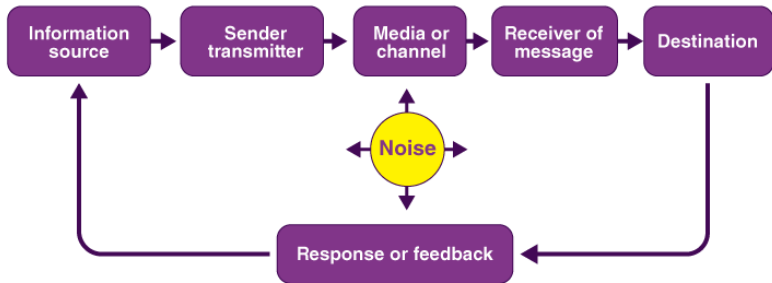 Information
source
Sender
transmitter
Media or
channel
Receiver of
message
Destination
Noise
Response or feedback